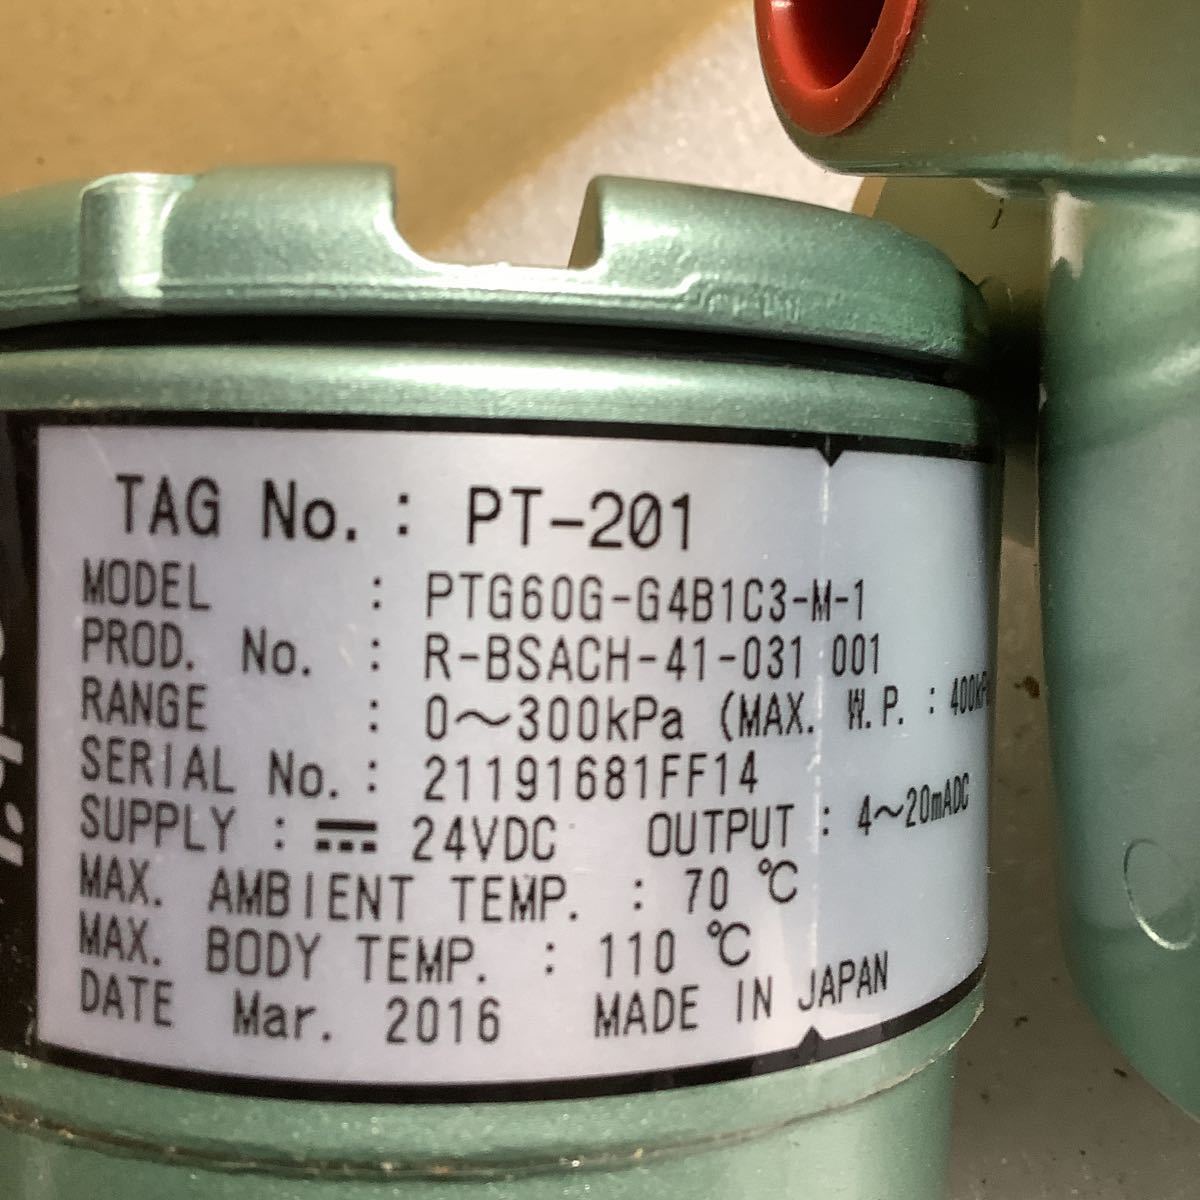 TAG No. : PT-201
MODEL : PTG60G-G4B1C3-M-1
PROD. No. : R-BSACH-41-031 001
RANGE : 0～300kPa (MAX. W.P. : 400kPa
SERIAL No. : 21191681FF14
SUPPLY : ⎓ 24VDC OUTPUT : 4～20mADC
MAX. AMBIENT TEMP. : 70 ℃
MAX. BODY TEMP. : 110 ℃
DATE Mar. 2016 MADE IN JAPAN